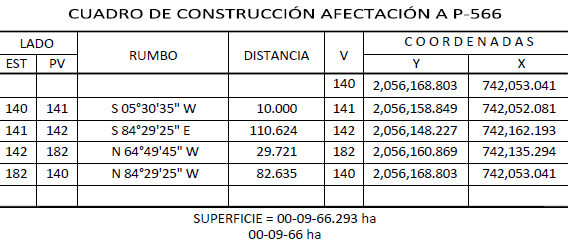 CUADRO DE CONSTRUCCIÓN AFECTACIÓN A P-566
LADO RUMBO DISTANCIA V COORDENADAS
EST PV Y X
140 2,056,168.803 742,053.041
140 141 S 05°30'35" W 10.000 141 2,056,158.849 742,052.081
141 142 S 84°29'25" E 110.624 142 2,056,148.227 742,162.193
142 182 N 64°49'45" W 29.721 182 2,056,160.869 742,135.294
182 140 N 84°29'25" W 82.635 140 2,056,168.803 742,053.041
SUPERFICIE = 00-09-66.293 ha
00-09-66 ha